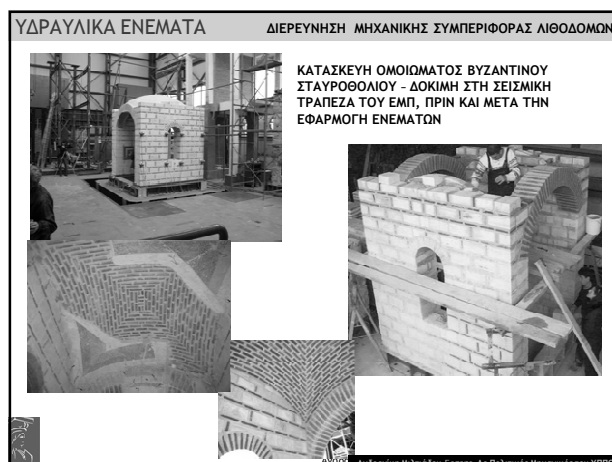 ΥΔΡΑΥΛΙΚΑ ΕΝΕΜΑΤΑ
ΔΙΕΡΕΥΝΗΣΗ ΜΗΧΑΝΙΚΗΣ ΣΥΜΠΕΡΙΦΟΡΑΣ ΛΙΘΟΔΟΜΩΝ
ΚΑΤΑΣΚΕΥΗ ΟΜΟΙΩΜΑΤΟΣ ΒΥΖΑΝΤΙΝΟΥ
ΣΤΑΥΡΟΘΟΛΙΟΥ – ΔΟΚΙΜΗ ΣΤΗ ΣΕΙΣΜΙΚΗ
ΤΡΑΠΕΖΑ ΤΟΥ ΕΜΠ, ΠΡΙΝ ΚΑΙ ΜΕΤΑ ΤΗΝ
ΕΦΑΡΜΟΓΗ ΕΝΕΜΑΤΩΝ